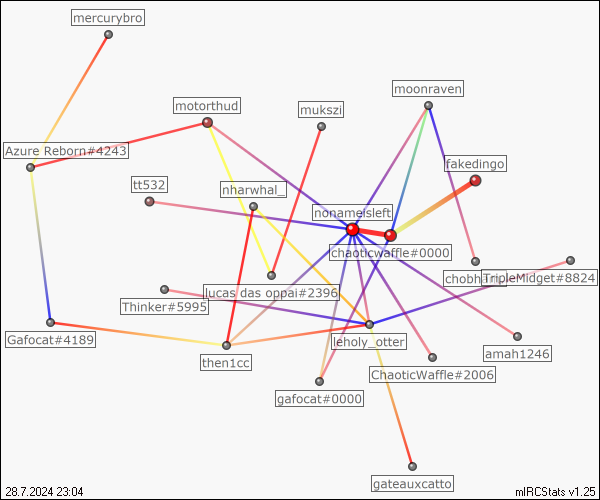 mercurybro
moonraven
motorthud
mukszi
Azure Reborn#4243
fakedingo
tt532
nharwhal_
nonameisleft
chaoticwaffle#0000
TripleMidget#8824
lucas das oppai#2396
Thinker#5995
Gafocat#4189
leholy_otter
amah1246
then1cc
ChaoticWaffle#2006
gafocat#0000
gateauxcatto
28.7.2024 23:04
mIRCStats v1.25